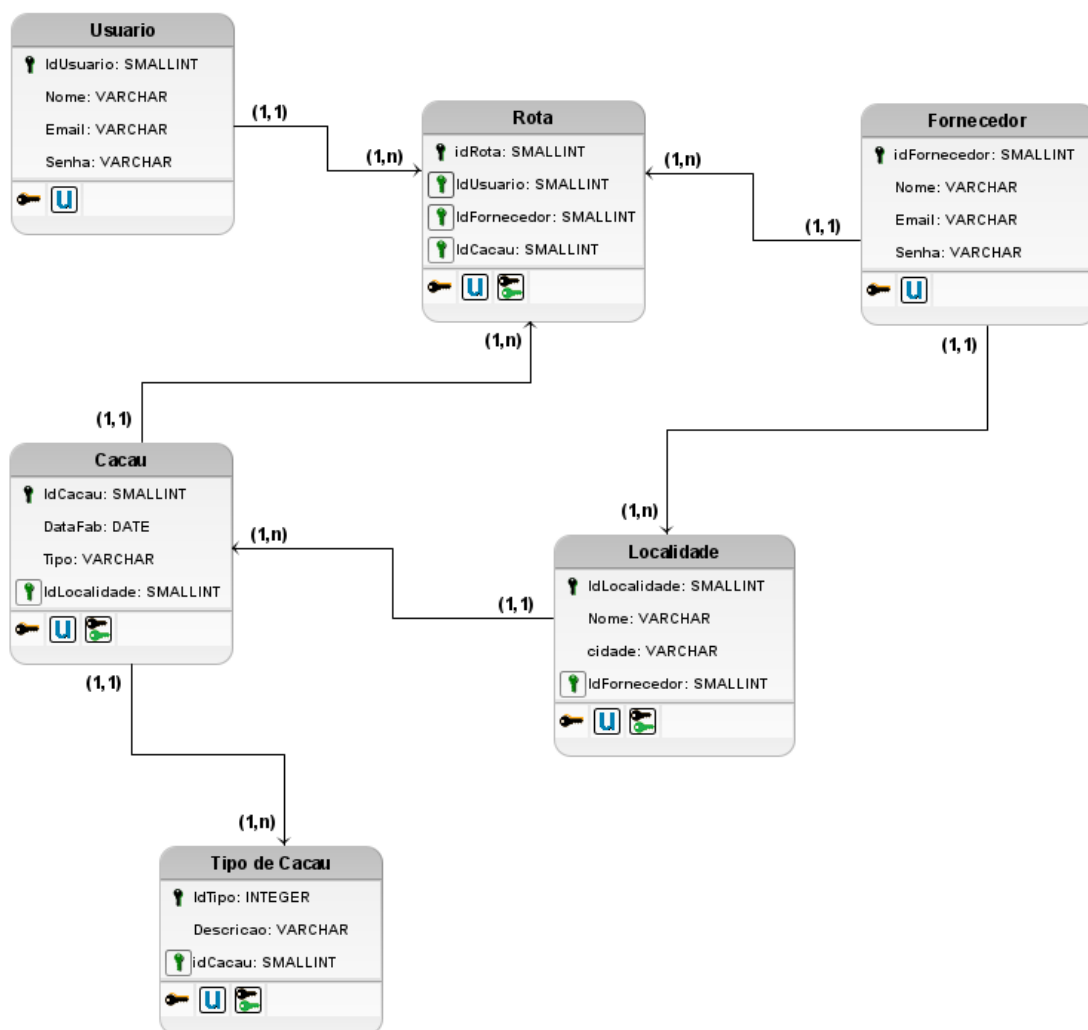 Usuario
IdUsuario: SMALLINT
Nome: VARCHAR
Email: VARCHAR
Senha: VARCHAR
U
(1,1)
(1,n)
Rota
idRota: SMALLINT
IdUsuario: SMALLINT
IdFornecedor: SMALLINT
IdCacau: SMALLINT
U
(1,n)
(1,1)
Fornecedor
idFornecedor: SMALLINT
Nome: VARCHAR
Email: VARCHAR
Senha: VARCHAR
U
(1,1)
(1,n)
(1,1)
Cacau
IdCacau: SMALLINT
DataFab: DATE
Tipo: VARCHAR
IdLocalidade: SMALLINT
U
(1,n)
(1,1)
(1,n)
Localidade
IdLocalidade: SMALLINT
Nome: VARCHAR
cidade: VARCHAR
IdFornecedor: SMALLINT
U
(1,1)
(1,n)
Tipo de Cacau
IdTipo: INTEGER
Descricao: VARCHAR
idCacau: SMALLINT
U